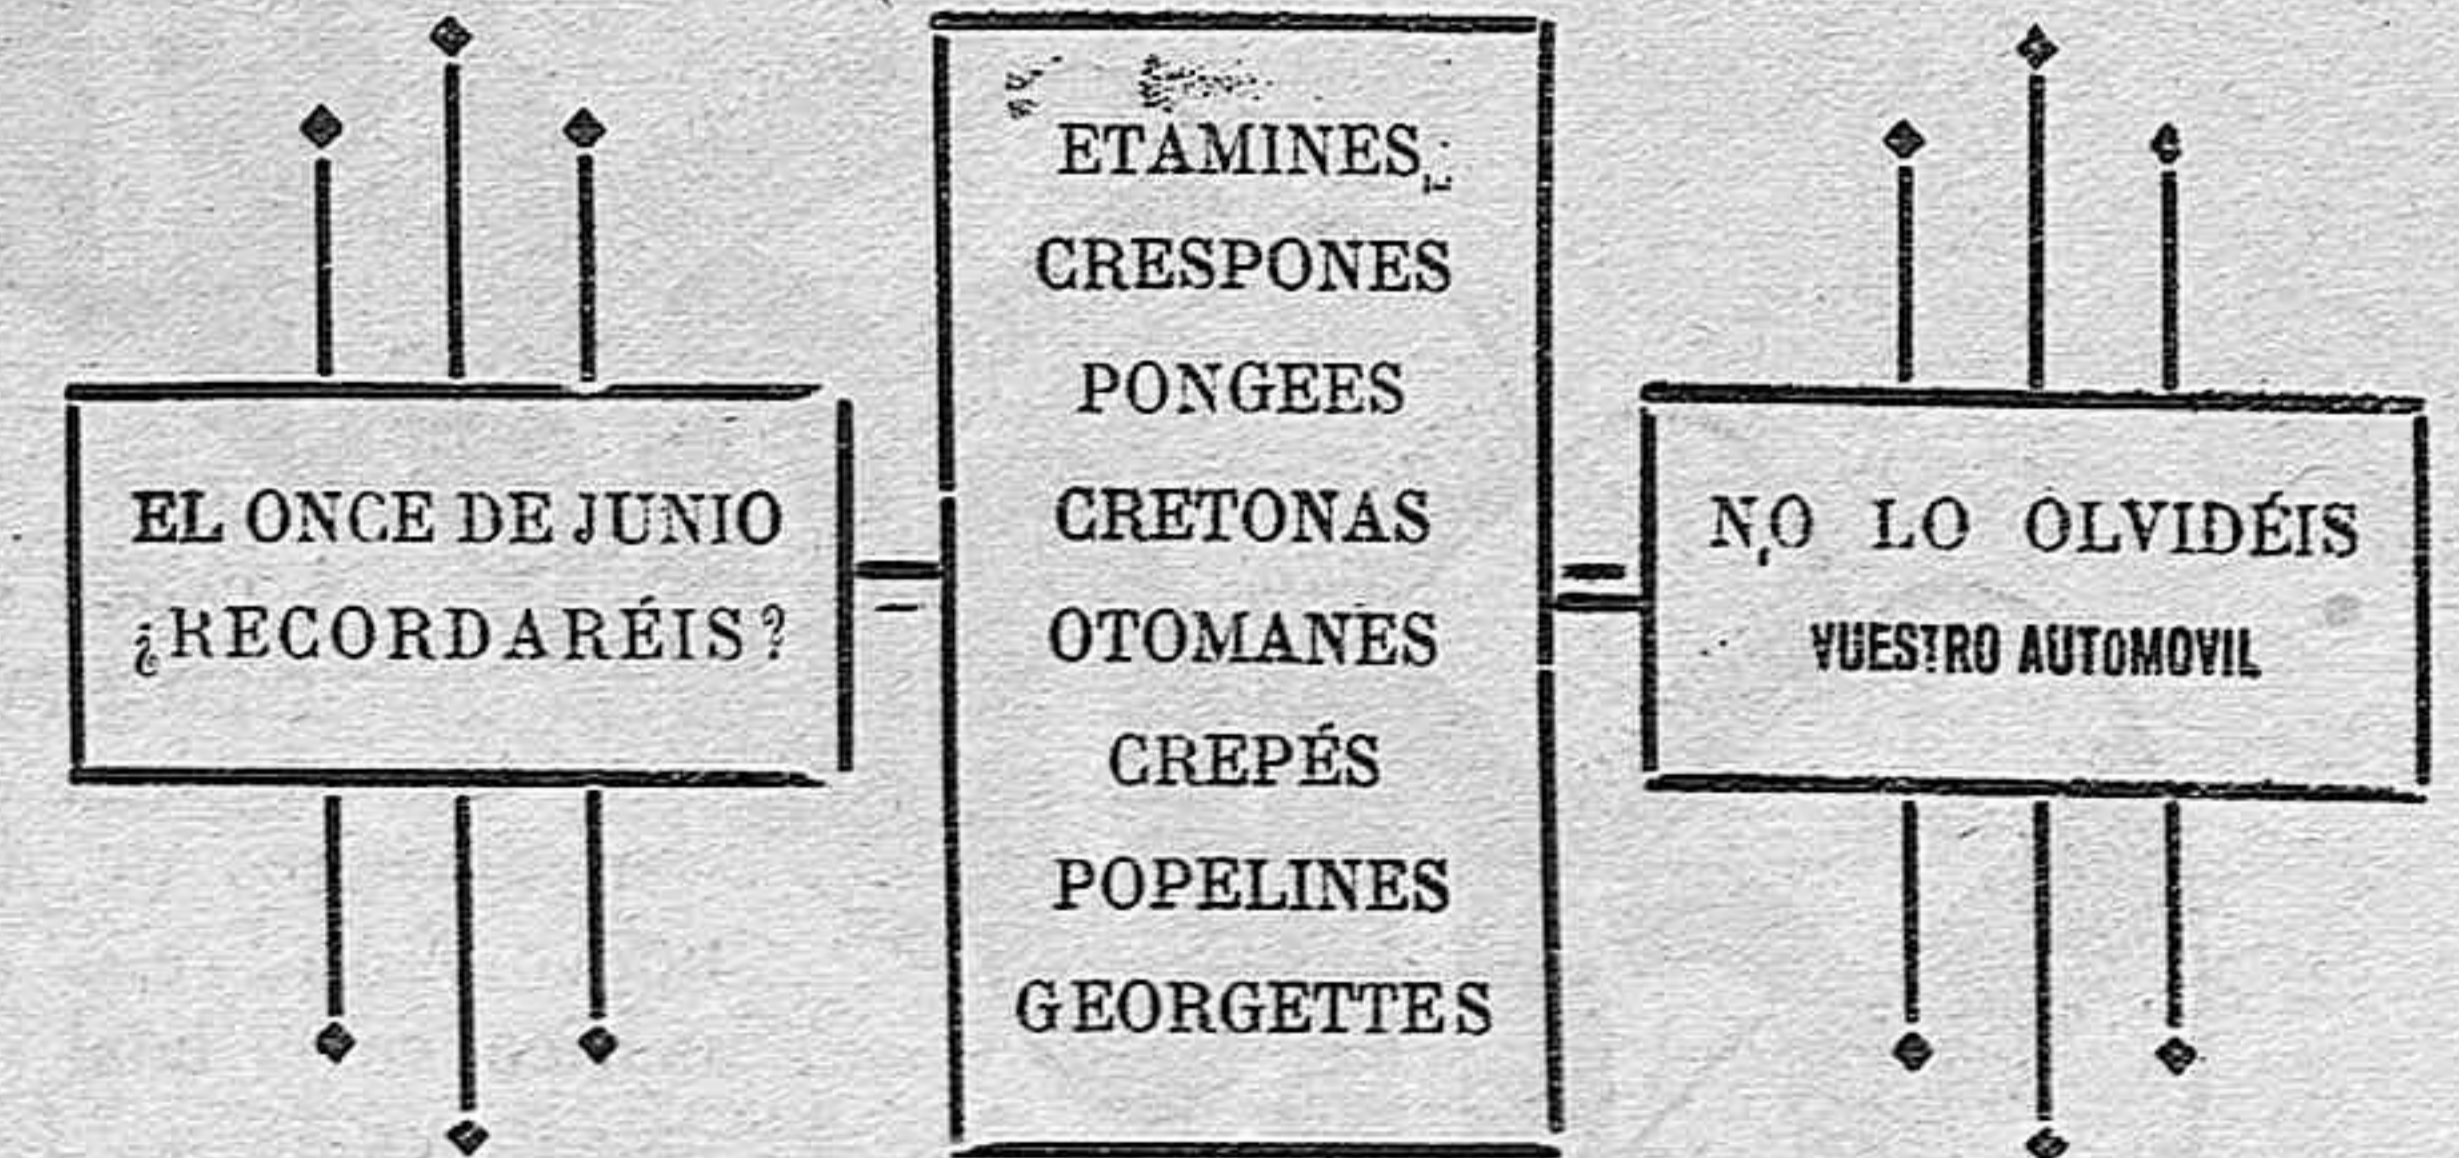 EL ONCE DE JUNIO
¿RECORDARÉIS?
ETAMINES
CRESPONES
PONGEES
CRETONAS
OTOMANES
CREPÉS
POPELINES
GEORGETTES
NO LO OLVIDÉIS
VUESTRO AUTOMOVIL